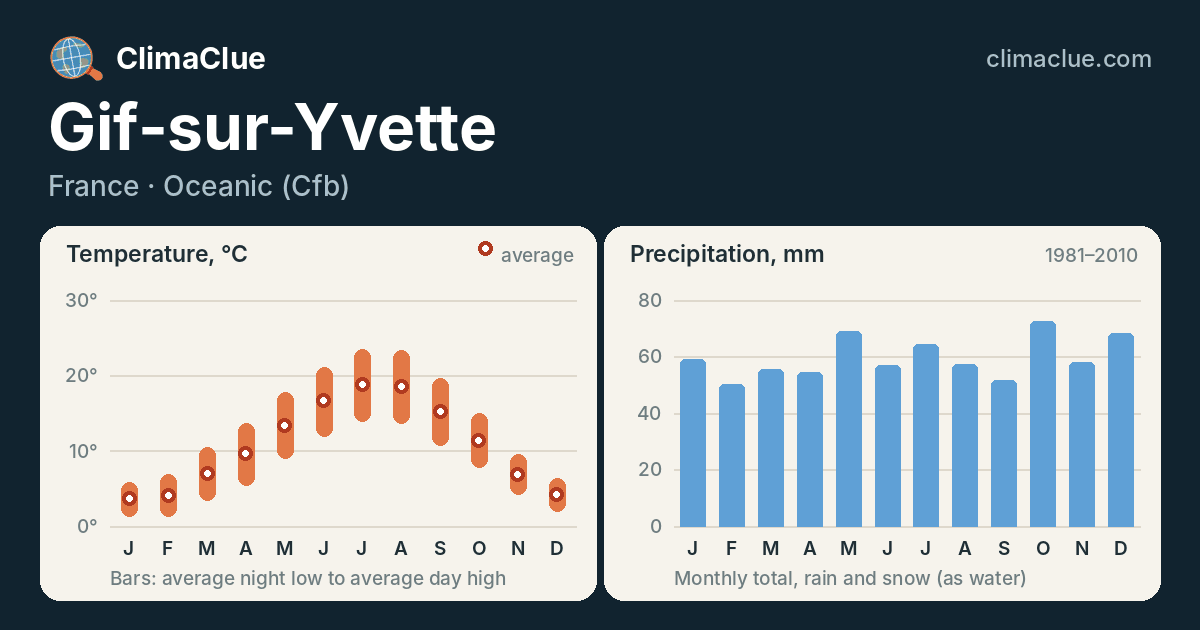 ClimaClue
climaclue.com
Gif-sur-Yvette
France · Oceanic (Cfb)
Temperature, °C
average
30°
20°
10°
0°
J F M A M J J A S O N D
Bars: average night low to average day high
Precipitation, mm
1981–2010
80
60
40
20
0
J F M A M J J A S O N D
Monthly total, rain and snow (as water)